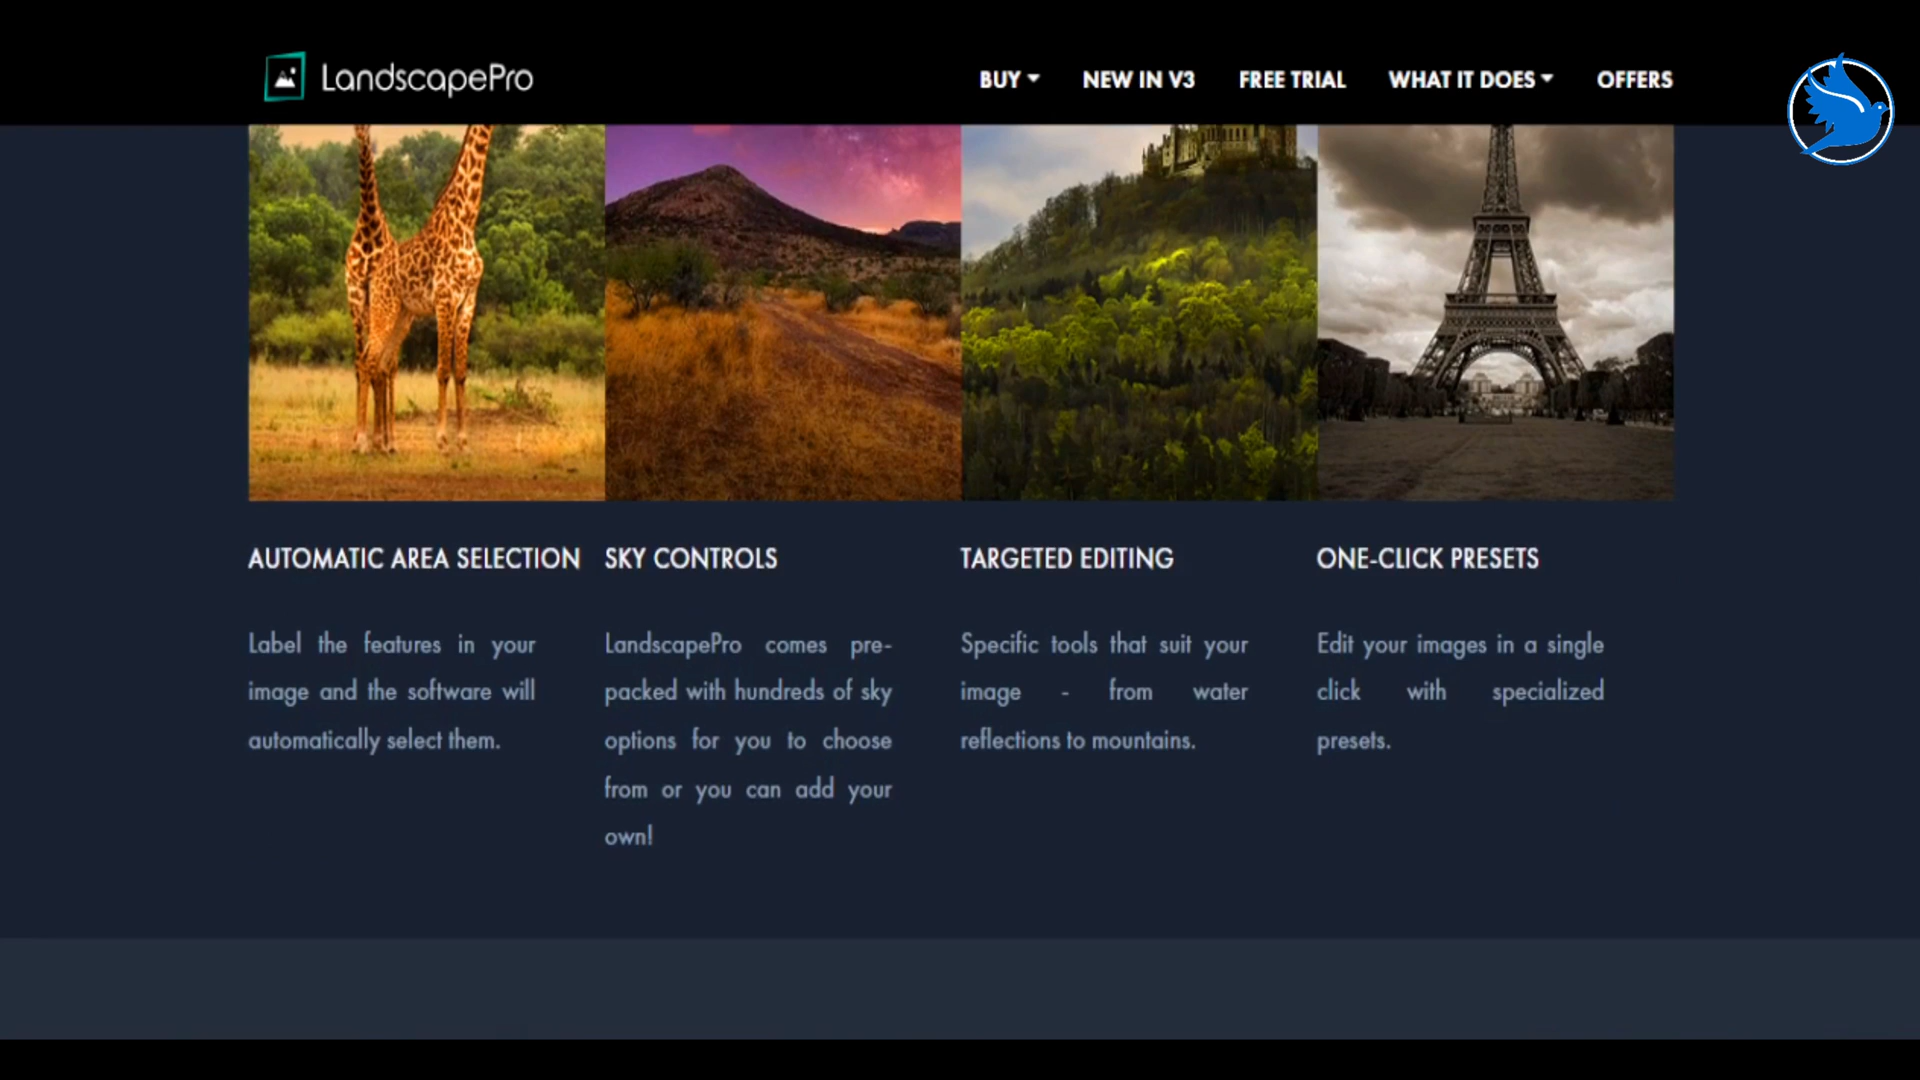 LandscapePro
BUY
NEW IN V3
FREE TRIAL
WHAT IT DOES
OFFERS
AUTOMATIC AREA SELECTION
Label the features in your
image and the software will
automatically select them.
SKY CONTROLS
LandscapePro comes pre-
packed with hundreds of sky
options for you to choose
from or you can add your
own!
TARGETED EDITING
Specific tools that suit your
image - from water
reflections to mountains.
ONE-CLICK PRESETS
Edit your images in a single
click with specialized
presets.